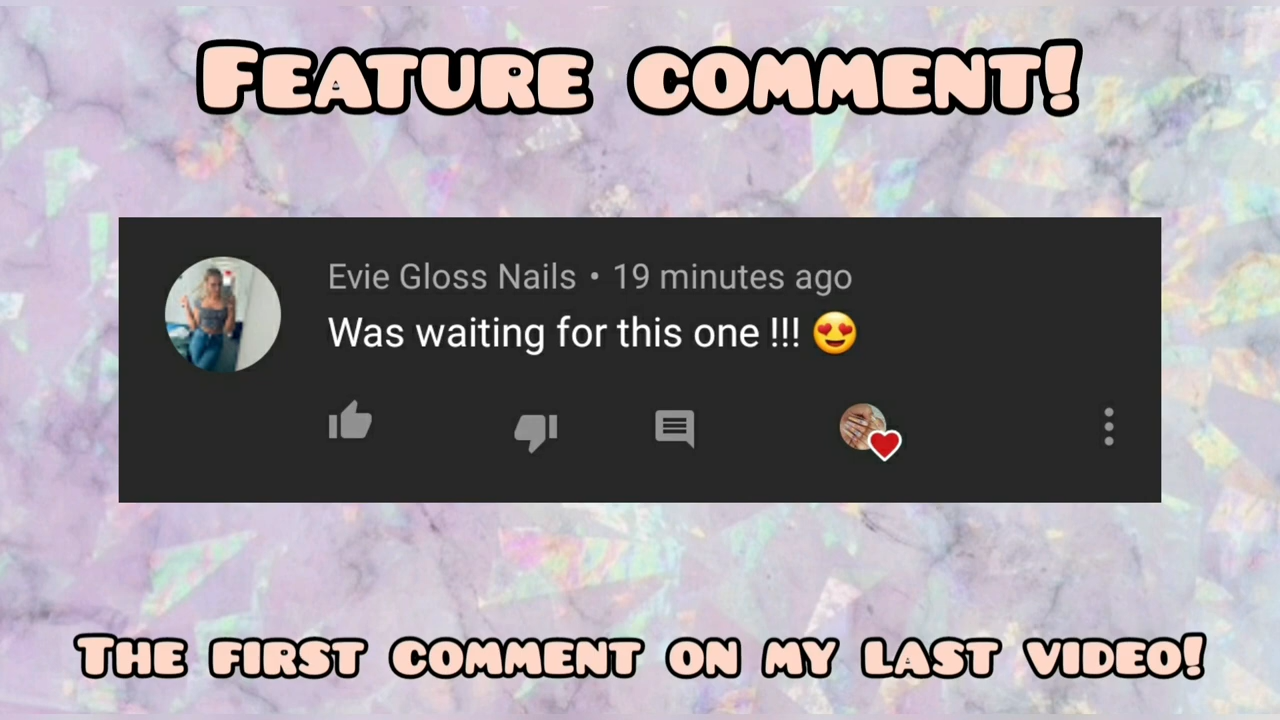 Feature comment!
Evie Gloss Nails • 19 minutes ago
Was waiting for this one !!! 😍
The first comment on my last video!